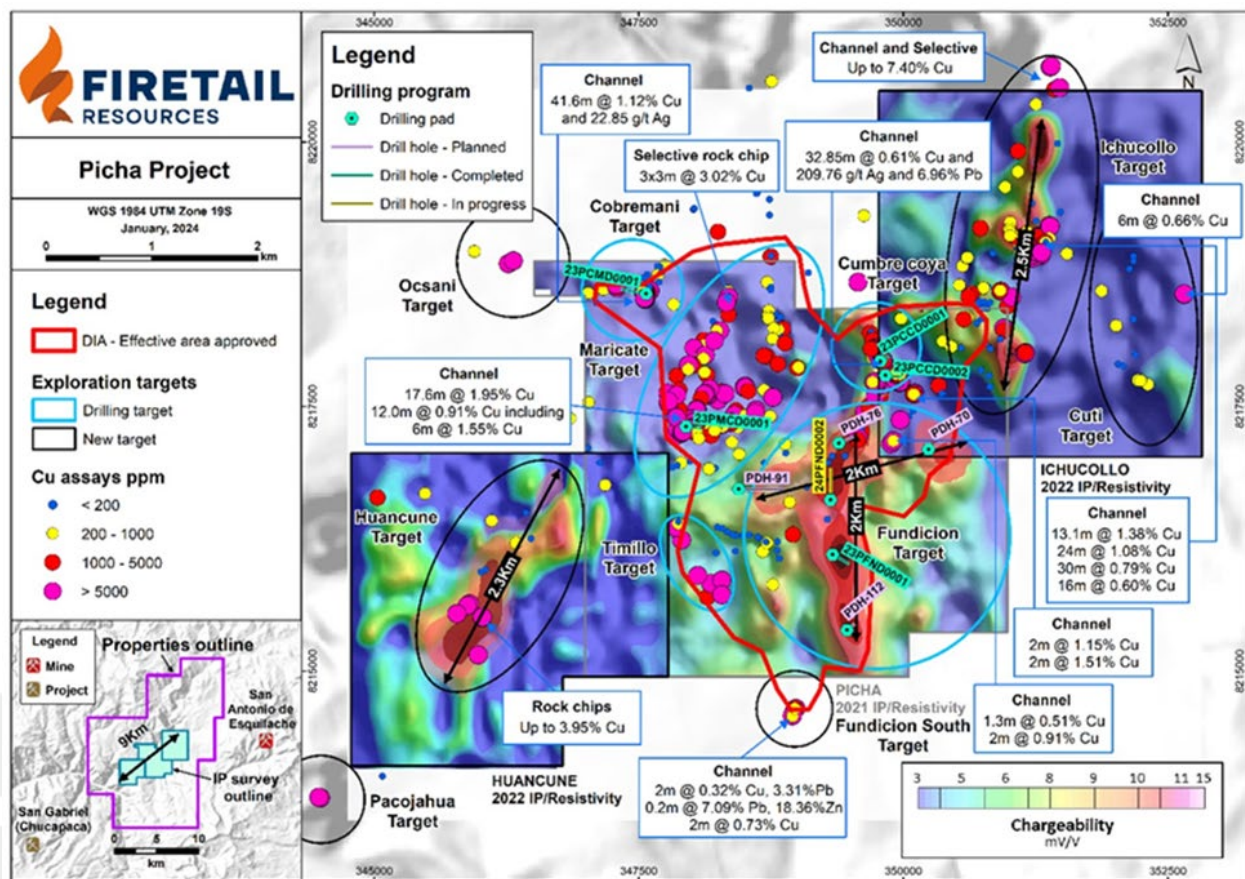 FIRETAIL
RESOURCES
Picha Project
WGS 1984 UTM Zone 19S
January, 2024
0 1 2
km
Legend
DIA - Effective area approved
Exploration targets
Drilling target
New target
Cu assays ppm
< 200
200 - 1000
1000 - 5000
> 5000
Legend
Mine
Project
Properties outline
San
Antonio de
Esquilache
9Km
IP survey
outline
San Gabriel
(Chucapaca)
0 5 10
km
345000
347500
350000
352500
8220000
8217500
8215000
Legend
Drilling program
Drilling pad
Drill hole - Planned
Drill hole - Completed
Drill hole - In progress
Channel
41.6m @ 1.12% Cu
and 22.85 g/t Ag
Selective rock chip
3x3m @ 3.02% Cu
Channel and Selective
Up to 7.40% Cu
N
Channel
32.85m @ 0.61% Cu and
209.76 g/t Ag and 6.96% Pb
Ichucollo
Target
Channel
6m @ 0.66% Cu
Cobremani
Target
Ocsani
Target
23PCMD0001
Cumbre coya
Target
2.5Km
23PCCD0001
23PCCD0002
Maricate
Target
Channel
17.6m @ 1.95% Cu
12.0m @ 0.91% Cu including
6m @ 1.55% Cu
23PMCD0001
Cuti
Target
PDH-76
PDH-70
24PFND0002
PDH-91
2Km
2Km
ICHUCOLLO
2022 IP/Resistivity
Channel
13.1m @ 1.38% Cu
24m @ 1.08% Cu
30m @ 0.79% Cu
16m @ 0.60% Cu
Huancune
Target
2.3Km
Timillo
Target
Fundicion
Target
23PFND0001
PDH-112
Channel
2m @ 1.15% Cu
2m @ 1.51% Cu
Rock chips
Up to 3.95% Cu
PICHA
2021 IP/Resistivity
Fundicion South
Target
Channel
1.3m @ 0.51% Cu
2m @ 0.91% Cu
HUANCUNE
2022 IP/Resistivity
Pacojahua
Target
Channel
2m @ 0.32% Cu, 3.31%Pb
0.2m @ 7.09% Pb, 18.36%Zn
2m @ 0.73% Cu
3 5 6 8 9 10 11 15
Chargeability
mV/V
8220000
8217500
8215000
345000
347500
350000
352500